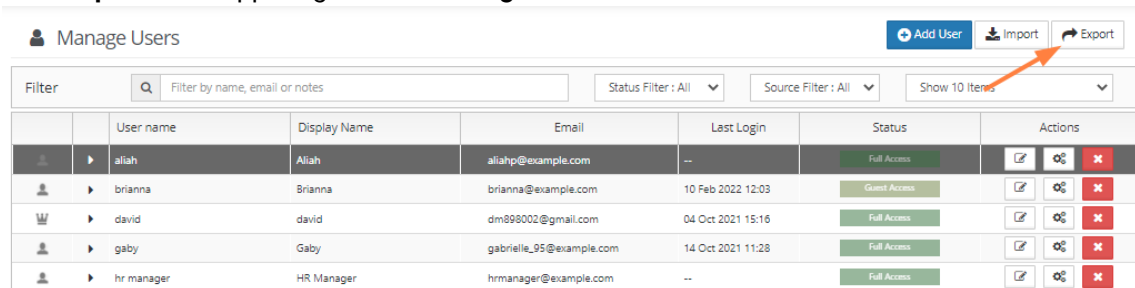 Manage Users
Add User Import Export
Filter Filter by name, email or notes Status Filter : All Source Filter : All Show 10 Items
User name Display Name Email Last Login Status Actions
aliah Aliah aliahp@example.com -- Full Access
brianna Brianna brianna@example.com 10 Feb 2022 12:03 Guest Access
david david dm898002@gmail.com 04 Oct 2021 15:16 Full Access
gaby Gaby gabrielle_95@example.com 14 Oct 2021 11:28 Full Access
hr manager HR Manager hrmanager@example.com -- Full Access